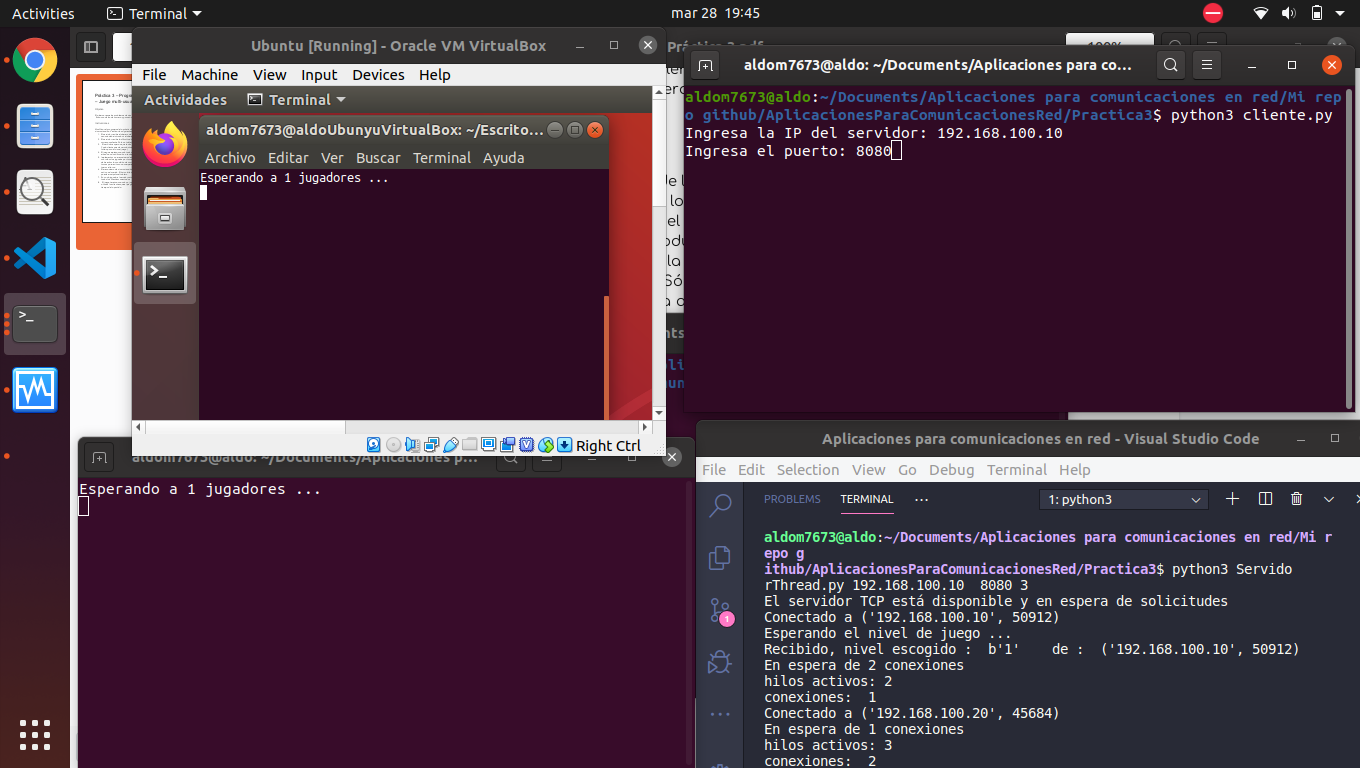 Activities
Terminal
mar 28 19:45
Ubuntu [Running] - Oracle VM VirtualBox
File Machine View Input Devices Help
Actividades
Terminal
aldom7673@aldoUbunyuVirtualBox: ~/Escrito...
Archivo Editar Ver Buscar Terminal Ayuda
Esperando a 1 jugadores ...
Right Ctrl
100%
aldom7673@aldo: ~/Documents/Aplicaciones para co...
aldom7673@aldo:~/Documents/Aplicaciones para comunicaciones en red/Mi rep
o github/AplicacionesParaComunicacionesRed/Practica3$ python3 cliente.py
Ingresa la IP del servidor: 192.168.100.10
Ingresa el puerto: 8080
aldom7673@aldo: ~/Documents/Aplicaciones p...
Esperando a 1 jugadores ...
Aplicaciones para comunicaciones en red - Visual Studio Code
File Edit Selection View Go Debug Terminal Help
PROBLEMS TERMINAL ...
1: python3
1
aldom7673@aldo:~/Documents/Aplicaciones para comunicaciones en red/Mi r
epo g
ithub/AplicacionesParaComunicacionesRed/Practica3$ python3 Servido
rThread.py 192.168.100.10  8080 3
El servidor TCP está disponible y en espera de solicitudes
Conectado a ('192.168.100.10', 50912)
Esperando el nivel de juego ...
Recibido, nivel escogido :  b'1'    de :  ('192.168.100.10', 50912)
En espera de 2 conexiones
hilos activos: 2
conexiones:  1
Conectado a ('192.168.100.20', 45684)
En espera de 1 conexiones
hilos activos: 3
conexiones:  2